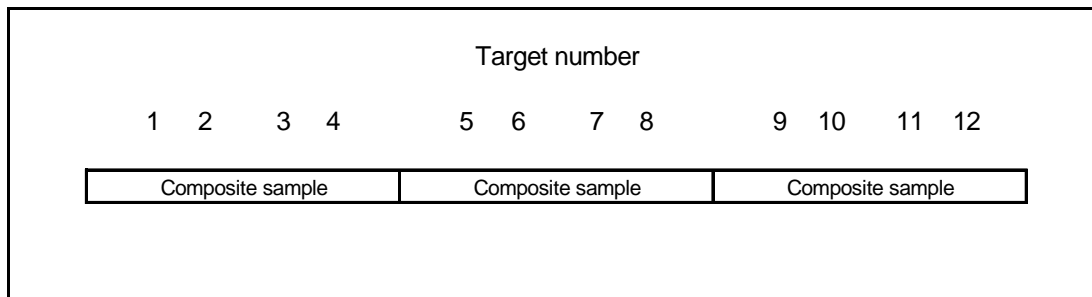 Target number
1 2 3 4 5 6 7 8 9 10 11 12
Composite sample Composite sample Composite sample